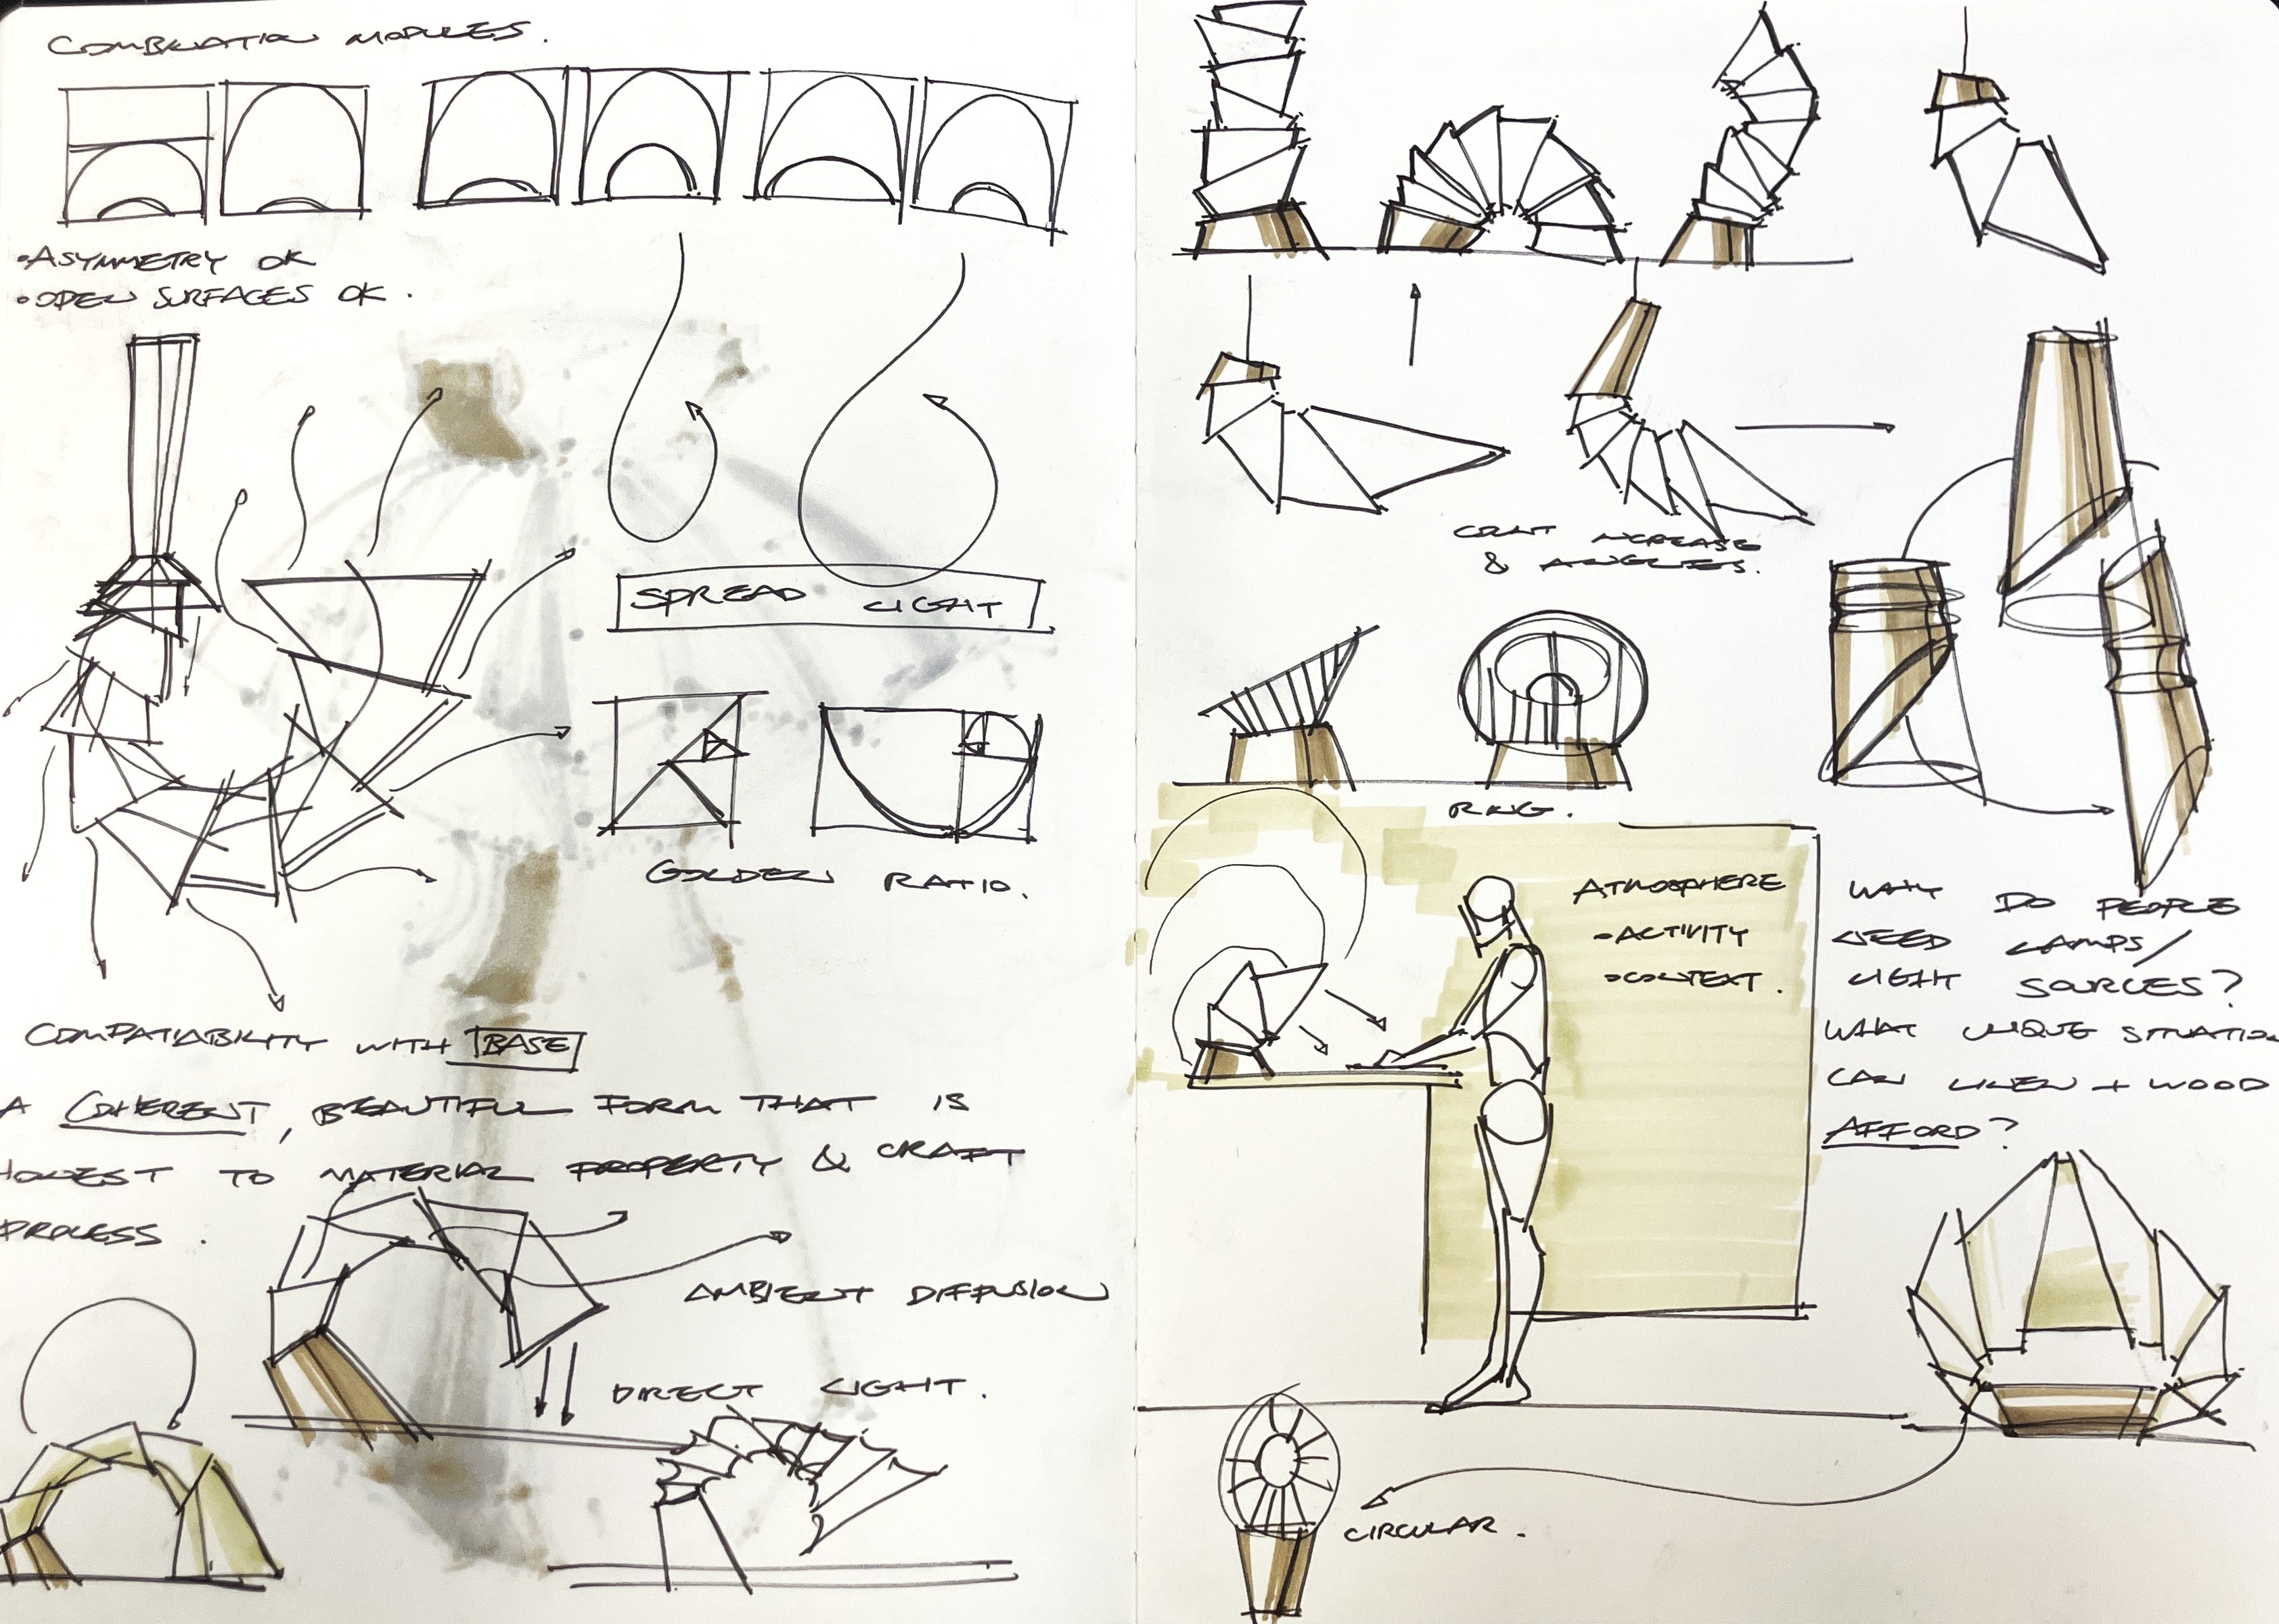 COMBINATION MODULES.
•ASYMMETRY OK
•OPEN SURFACES OK.
SPREAD LIGHT
GOLDEN RATIO.
COMPATIABILITY WITH BASE
A COHERENT, BEAUTIFUL FORM THAT IS
HONEST TO MATERIAL PROPERTY & CRAFT
PROCESS.
AMBIENT DIFFUSION
DIRECT LIGHT.
COUNT INCREASE
& ANGLES.
RING.
ATMOSPHERE
•ACTIVITY
•CONTEXT.
WHY DO PEOPLE
NEED LAMPS/
LIGHT SOURCES?
WHAT UNIQUE SITUATION
CAN LINEN + WOOD
AFFORD?
CIRCULAR.